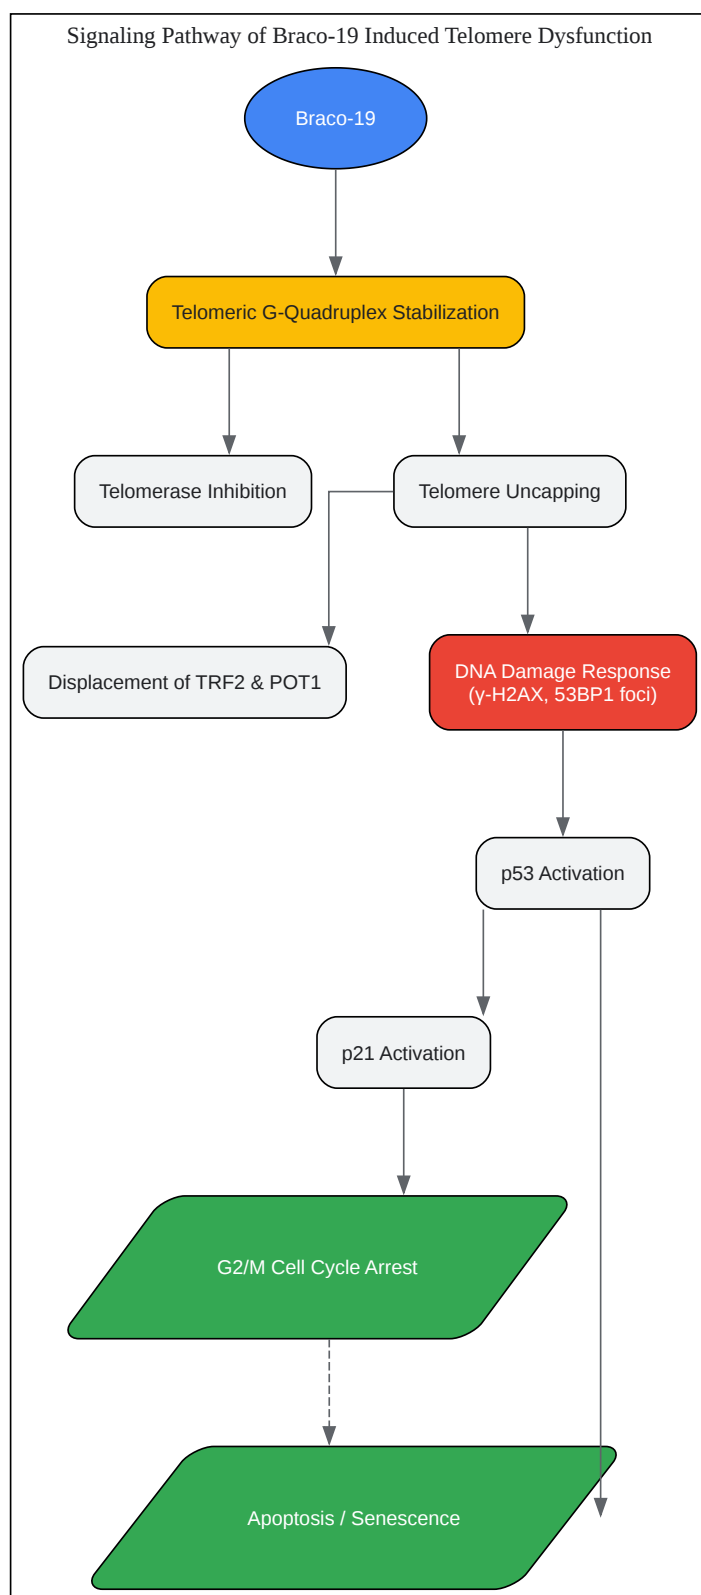 Signaling Pathway of Braco-19 Induced Telomere Dysfunction
Braco-19
Telomeric G-Quadruplex Stabilization
Telomerase Inhibition
Telomere Uncapping
Displacement of TRF2 & POT1
DNA Damage Response
(γ-H2AX, 53BP1 foci)
p53 Activation
p21 Activation
G2/M Cell Cycle Arrest
Apoptosis / Senescence